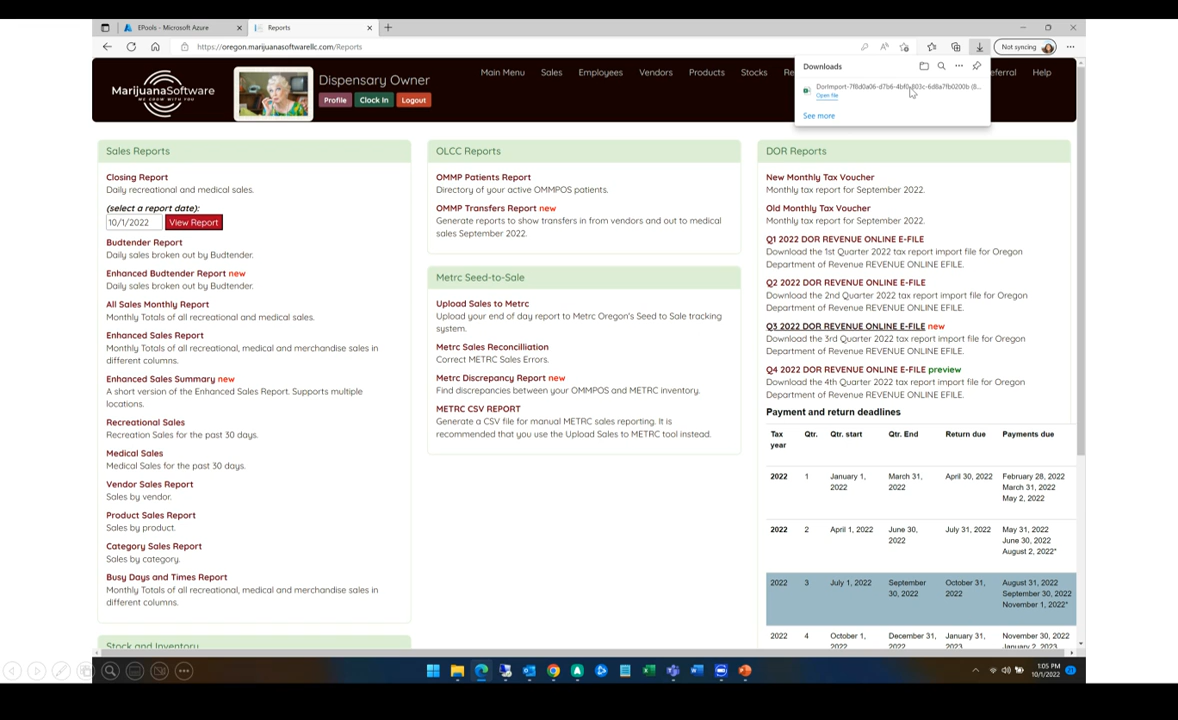 EPools - Microsoft Azure
Reports
https://oregon.marijuanasoftwarellc.com/Reports
Not syncing
MARIJUANASOFTWARE
WE GROW WITH YOU
Dispensary Owner
Profile
Clock In
Logout
Main Menu
Sales
Employees
Vendors
Products
Stocks
Help
Downloads
Open file
See more
Sales Reports
Closing Report
Daily recreational and medical sales.
(select a report date):
10/1/2022
View Report
Budtender Report
Daily sales broken out by Budtender.
Enhanced Budtender Report new
Daily sales broken out by Budtender.
All Sales Monthly Report
Monthly Totals of all recreational and medical sales.
Enhanced Sales Report
Monthly Totals of all recreational, medical and merchandise sales in
different columns.
Enhanced Sales Summary new
A short version of the Enhanced Sales Report. Supports multiple
locations.
Recreational Sales
Recreation Sales for the past 30 days.
Medical Sales
Medical Sales for the past 30 days.
Vendor Sales Report
Sales by vendor.
Product Sales Report
Sales by product.
Category Sales Report
Sales by category.
Busy Days and Times Report
Monthly Totals of all recreational, medical and merchandise sales in
different columns.
Stock and Inventory
OLCC Reports
OMMP Patients Report
Directory of your active OMMPOS patients.
OMMP Transfers Report new
Generate reports to show transfers in from vendors and out to medical
sales September 2022.
Metrc Seed-to-Sale
Upload Sales to Metrc
Upload your end of day report to Metrc Oregon's Seed to Sale tracking
system.
Metrc Sales Reconcilliation
Correct METRC Sales Errors.
Metrc Discrepancy Report new
Find discrepancies between your OMMPOS and METRC inventory.
METRC CSV REPORT
Generate a CSV file for manual METRC sales reporting. It is
recommended that you use the Upload Sales to METRC tool instead.
DOR Reports
New Monthly Tax Voucher
Monthly tax report for September 2022.
Old Monthly Tax Voucher
Monthly tax report for September 2022.
Q1 2022 DOR REVENUE ONLINE E-FILE
Download the 1st Quarter 2022 tax report import file for Oregon
Department of Revenue REVENUE ONLINE EFILE.
Q2 2022 DOR REVENUE ONLINE E-FILE
Download the 2nd Quarter 2022 tax report import file for Oregon
Department of Revenue REVENUE ONLINE EFILE.
Q3 2022 DOR REVENUE ONLINE E-FILE new
Download the 3rd Quarter 2022 tax report import file for Oregon
Department of Revenue REVENUE ONLINE EFILE.
Q4 2022 DOR REVENUE ONLINE E-FILE preview
Download the 4th Quarter 2022 tax report import file for Oregon
Department of Revenue REVENUE ONLINE EFILE.
Payment and return deadlines
Tax year Qtr. Qtr. start Qtr. End Return due Payments due
2022 1 January 1, 2022 March 31, 2022 April 30, 2022 February 28, 2022
March 31, 2022
May 2, 2022
2022 2 April 1, 2022 June 30, 2022 July 31, 2022 May 31, 2022
June 30, 2022
August 2, 2022*
2022 3 July 1, 2022 September 30, 2022 October 31, 2022 August 31, 2022
September 30, 2022
November 1, 2022*
2022 4 October 1, 2022 December 31, 2022 January 31, 2023 November 30, 2022
January 2, 2023
1:05 PM
10/1/2022